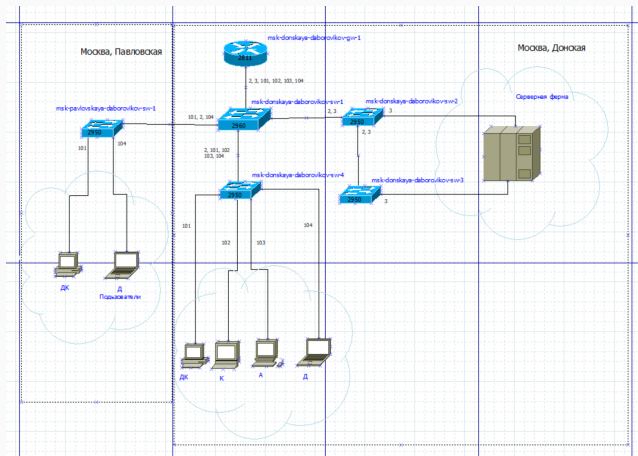 msk-donskaya-daborovikov-gw-1
Москва, Павловская
Москва, Донская
2811
2, 3, 101, 102, 103, 104
Серверная ферма
msk-pavlovskaya-daborovikov-sw-1
msk-donskaya-daborovikov-sw-1
msk-donskaya-daborovikov-sw-2
101, 2, 104
2, 3
3
2950
2960
2950
2, 3
101
104
2, 101, 102
103, 104
msk-donskaya-daborovikov-sw-4
msk-donskaya-daborovikov-sw-3
2950
2950
3
101
102
103
104
ДК
Д
Пользователи
ДК
К
А
Д